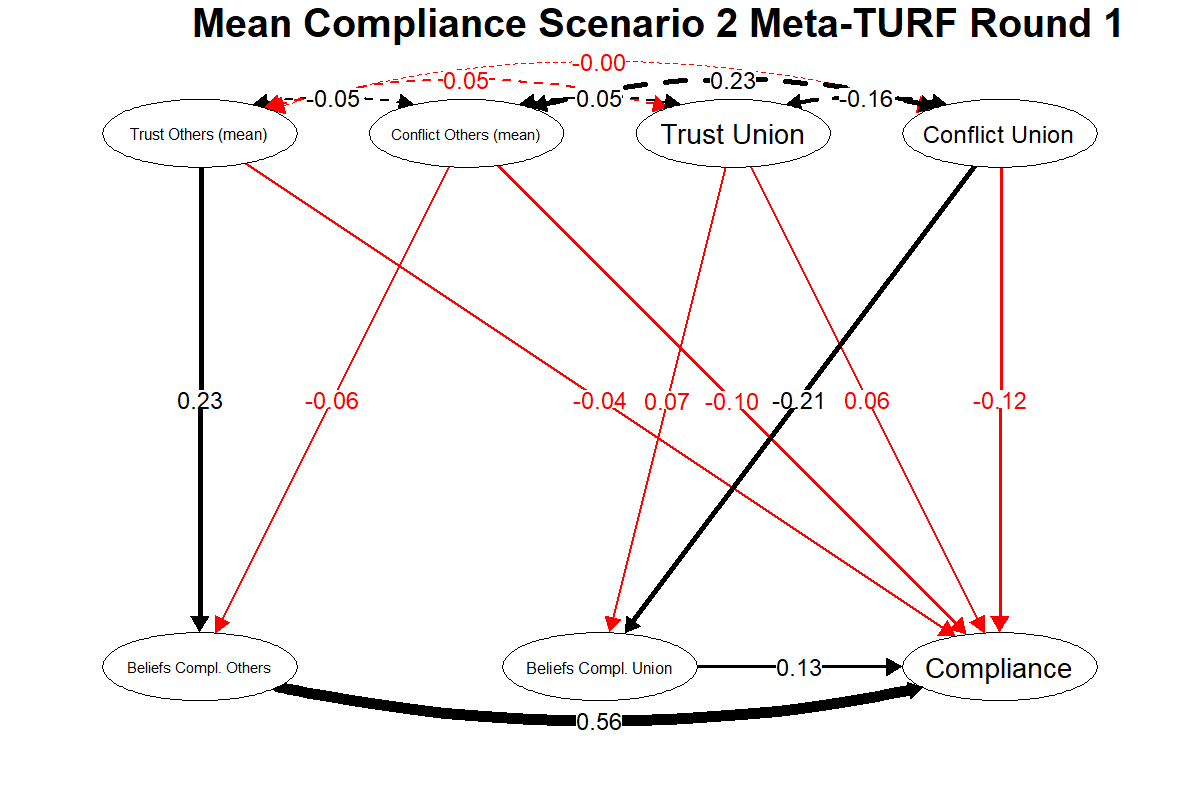 Mean Compliance Scenario 2 Meta-TURF Round 1
-0.00
-0.05
0.23
-0.05
0.05
-0.16
Trust Others (mean)
Conflict Others (mean)
Trust Union
Conflict Union
0.23
-0.06
-0.04
0.07
-0.10
-0.21
0.06
-0.12
Beliefs Compl. Others
Beliefs Compl. Union
0.13
Compliance
0.56